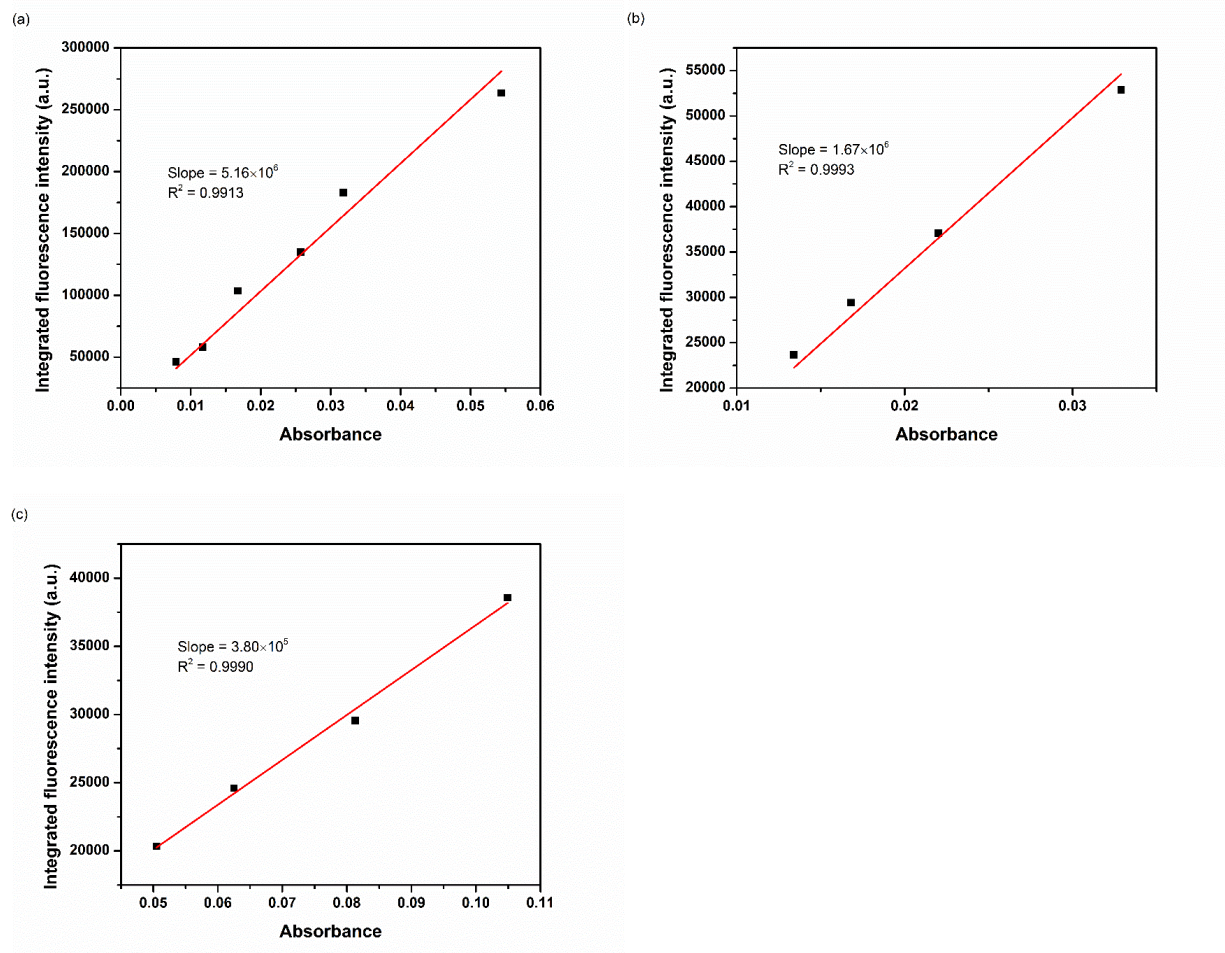 (a)
Integrated fluorescence intensity (a.u.)
300000
250000
200000
150000
100000
50000
Slope = 5.16×10⁶
R² = 0.9913
0.00 0.01 0.02 0.03 0.04 0.05 0.06
Absorbance
(b)
Integrated fluorescence intensity (a.u.)
55000
50000
45000
40000
35000
30000
25000
20000
Slope = 1.67×10⁶
R² = 0.9993
0.01 0.02 0.03
Absorbance
(c)
Integrated fluorescence intensity (a.u.)
40000
35000
30000
25000
20000
Slope = 3.80×10⁵
R² = 0.9990
0.05 0.06 0.07 0.08 0.09 0.10 0.11
Absorbance